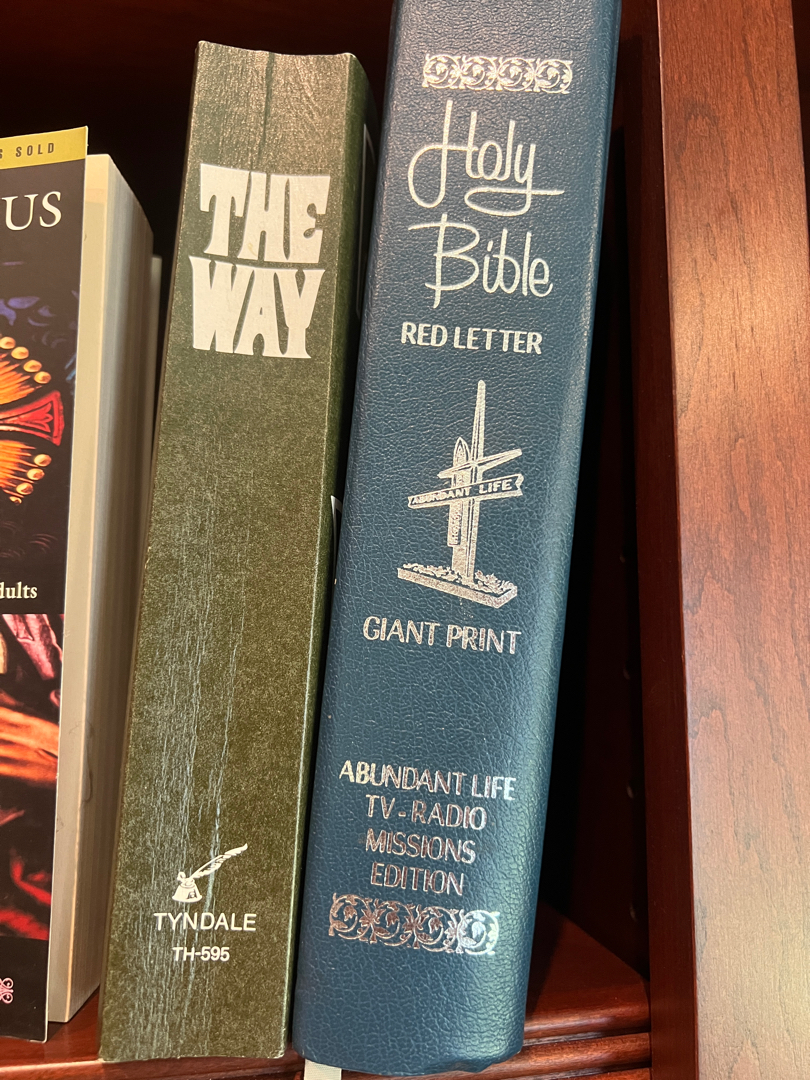 S SOLD
US
dults
THE
WAY
TYNDALE
TH-595
Holy
Bible
RED LETTER
ABUNDANT LIFE
GIANT PRINT
ABUNDANT LIFE
TV-RADIO
MISSIONS
EDITION